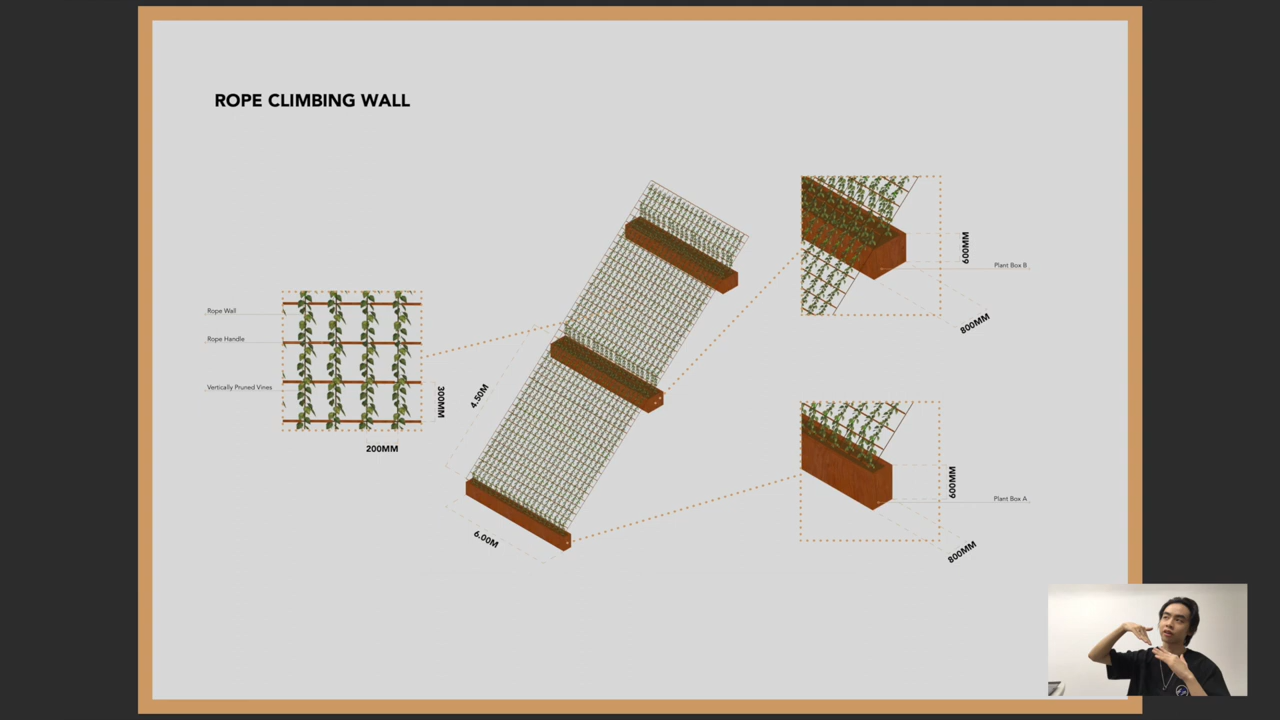 ROPE CLIMBING WALL
Rope Wall
Rope Handle
Vertically Pruned Vines
300MM
200MM
4.50M
6.00M
600MM
Plant Box B
800MM
600MM
Plant Box A
800MM